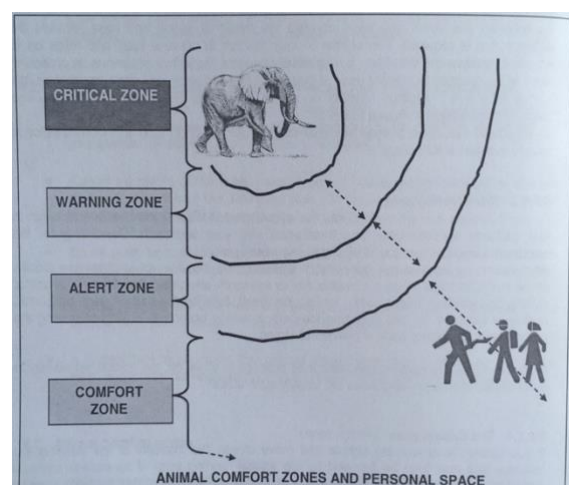 CRITICAL ZONE
WARNING ZONE
ALERT ZONE
COMFORT
ZONE
ANIMAL COMFORT ZONES AND PERSONAL SPACE